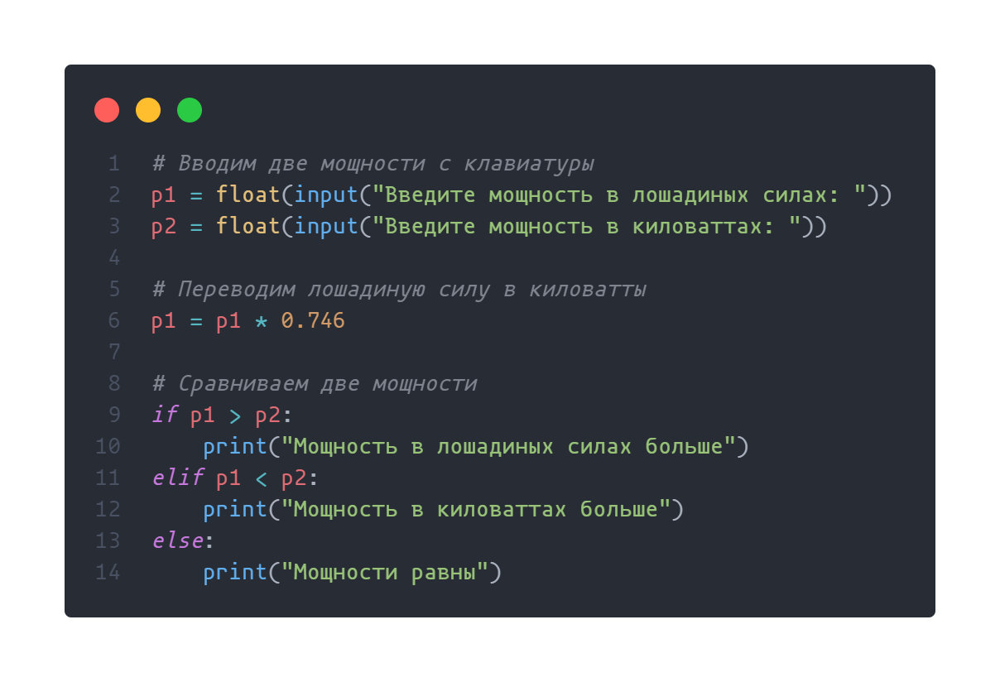 1 # Вводим две мощности с клавиатуры
2 p1 = float(input("Введите мощность в лошадиных силах: "))
3 p2 = float(input("Введите мощность в киловаттах: "))
4
5 # Переводим лошадиную силу в киловатты
6 p1 = p1 * 0.746
7
8 # Сравниваем две мощности
9 if p1 > p2:
10     print("Мощность в лошадиных силах больше")
11 elif p1 < p2:
12     print("Мощность в киловаттах больше")
13 else:
14     print("Мощности равны")